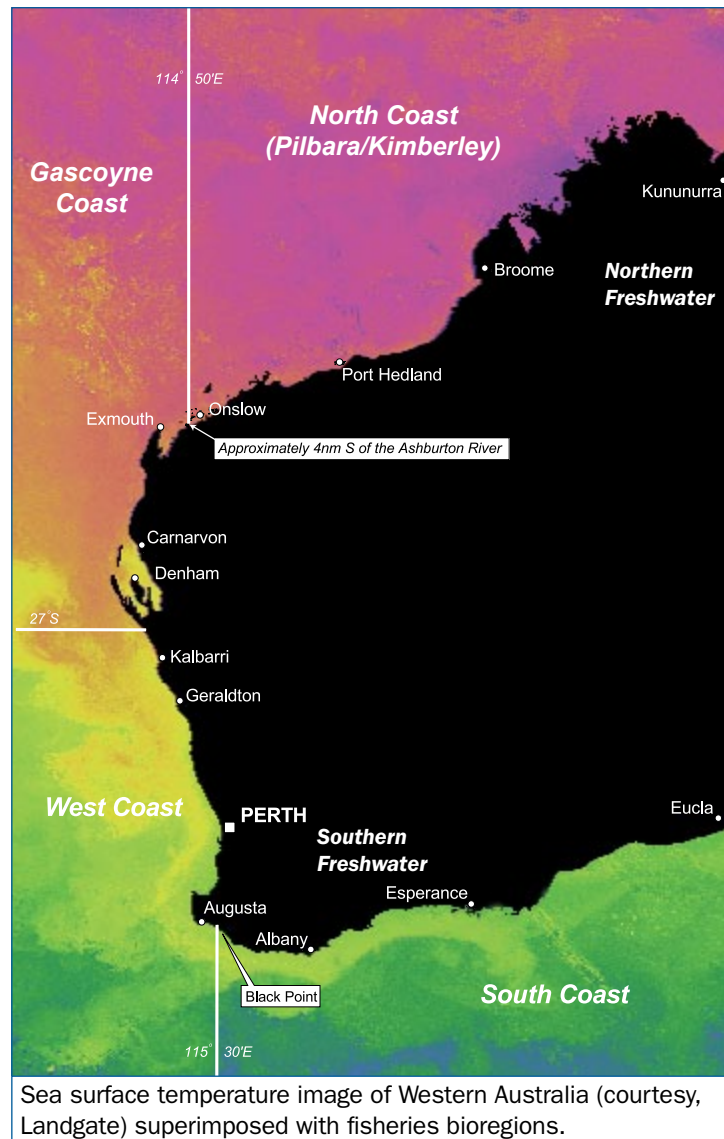 114° 50'E
North Coast
(Pilbara/Kimberley)
Gascoyne
Coast
Kununurra
Broome
Northern
Freshwater
Port Hedland
Onslow
Exmouth
Approximately 4nm S of the Ashburton River
Carnarvon
Denham
27°S
Kalbarri
Geraldton
West Coast
PERTH
Eucla
Southern
Freshwater
Esperance
Augusta
Albany
Black Point
South Coast
115° 30'E
Sea surface temperature image of Western Australia (courtesy,
Landgate) superimposed with fisheries bioregions.